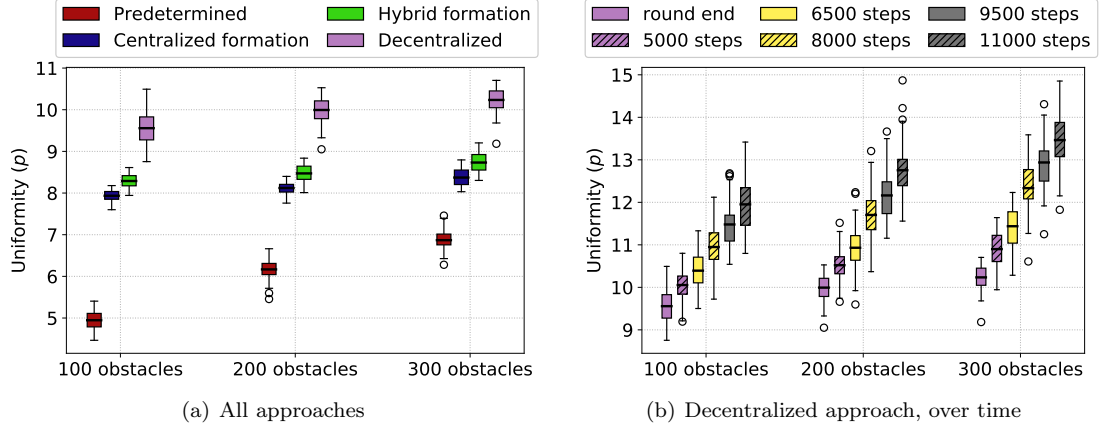 Predetermined
Hybrid formation
Centralized formation
Decentralized
11
10
9
8
7
6
5
Uniformity (p)
100 obstacles
200 obstacles
300 obstacles
(a) All approaches
round end
6500 steps
9500 steps
5000 steps
8000 steps
11000 steps
15
14
13
12
11
10
9
Uniformity (p)
100 obstacles
200 obstacles
300 obstacles
(b) Decentralized approach, over time